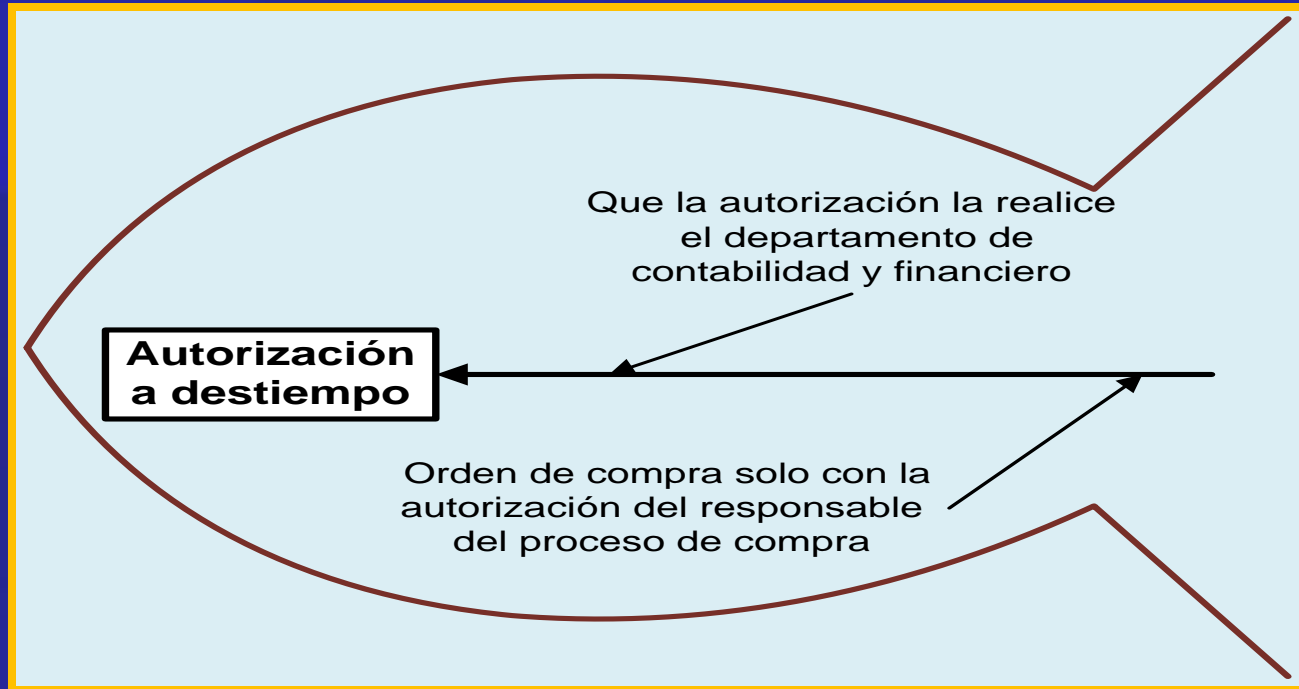 Que la autorización la realice
el departamento de
contabilidad y financiero
Autorización
a destiempo
Orden de compra solo con la
autorización del responsable
del proceso de compra